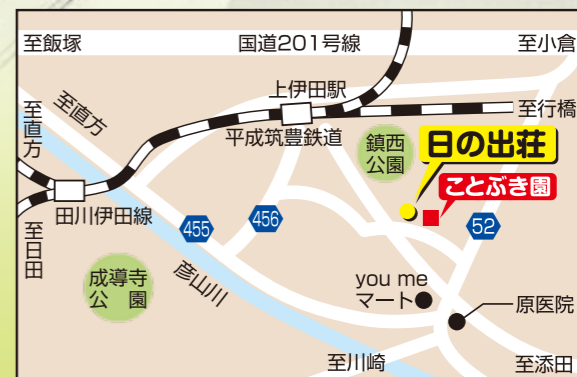 至飯塚
国道201号線
至小倉
上伊田駅
至行橋
至直方
至直方
平成筑豊鉄道
鎮西
公園
日の出荘
ことぶき園
田川伊田線
455
456
52
至日田
成導寺
公園
彦山川
you me
マート
原医院
至川崎
至添田